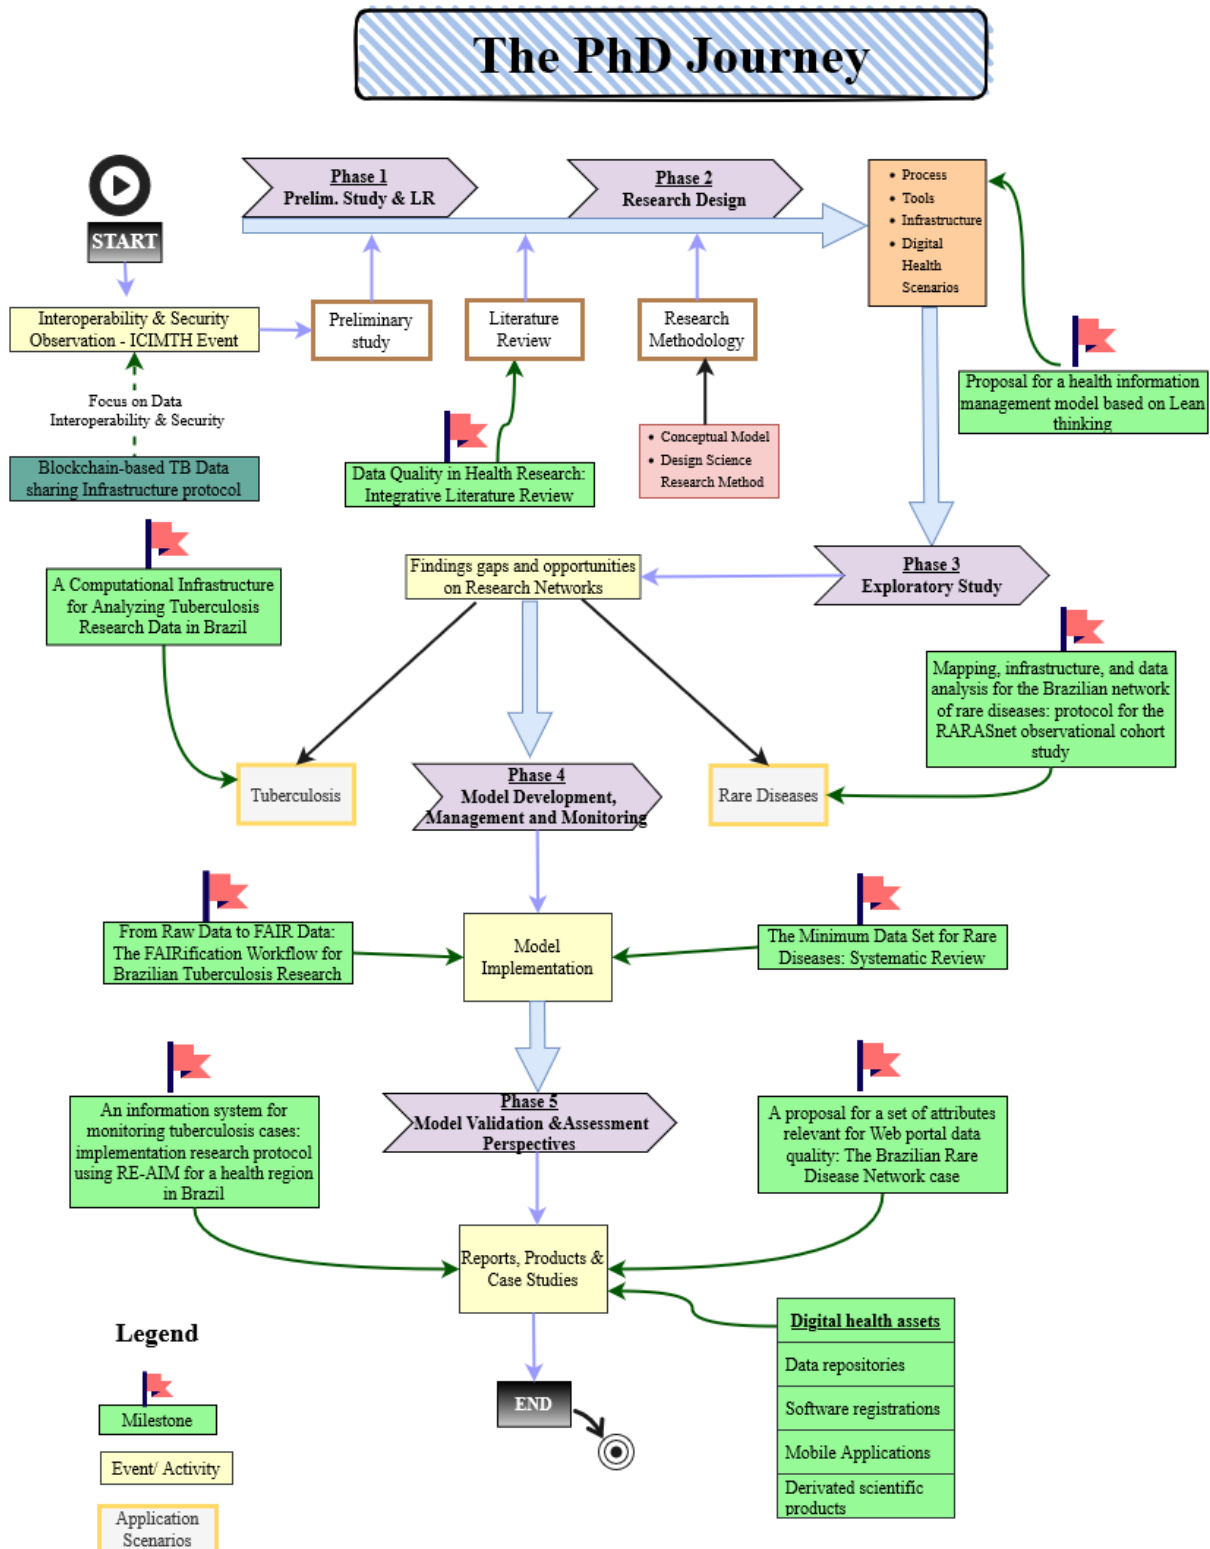 The PhD Journey
START
Phase 1
Prelim. Study & LR
Phase 2
Research Design
Process
Tools
Infrastructure
Digital
Health
Scenarios
Interoperability & Security
Observation - ICIMTH Event
Preliminary
study
Literature
Review
Research
Methodology
Focus on Data
Interoperability & Security
Blockchain-based TB Data
sharing Infrastructure protocol
Data Quality in Health Research:
Integrative Literature Review
Conceptual Model
Design Science
Research Method
Proposal for a health information
management model based on Lean
thinking
A Computational Infrastructure
for Analyzing Tuberculosis
Research Data in Brazil
Findings gaps and opportunities
on Research Networks
Phase 3
Exploratory Study
Mapping, infrastructure, and data
analysis for the Brazilian network
of rare diseases: protocol for the
RARASnet observational cohort
study
Tuberculosis
Phase 4
Model Development,
Management and Monitoring
Rare Diseases
From Raw Data to FAIR Data:
The FAIRification Workflow for
Brazilian Tuberculosis Research
Model
Implementation
The Minimum Data Set for Rare
Diseases: Systematic Review
An information system for
monitoring tuberculosis cases:
implementation research protocol
using RE-AIM for a health region
in Brazil
Phase 5
Model Validation &Assessment
Perspectives
A proposal for a set of attributes
relevant for Web portal data
quality: The Brazilian Rare
Disease Network case
Reports, Products &
Case Studies
Digital health assets
Data repositories
Software registrations
Mobile Applications
Derivated scientific
products
END
Legend
Milestone
Event/ Activity
Application
Scenarios